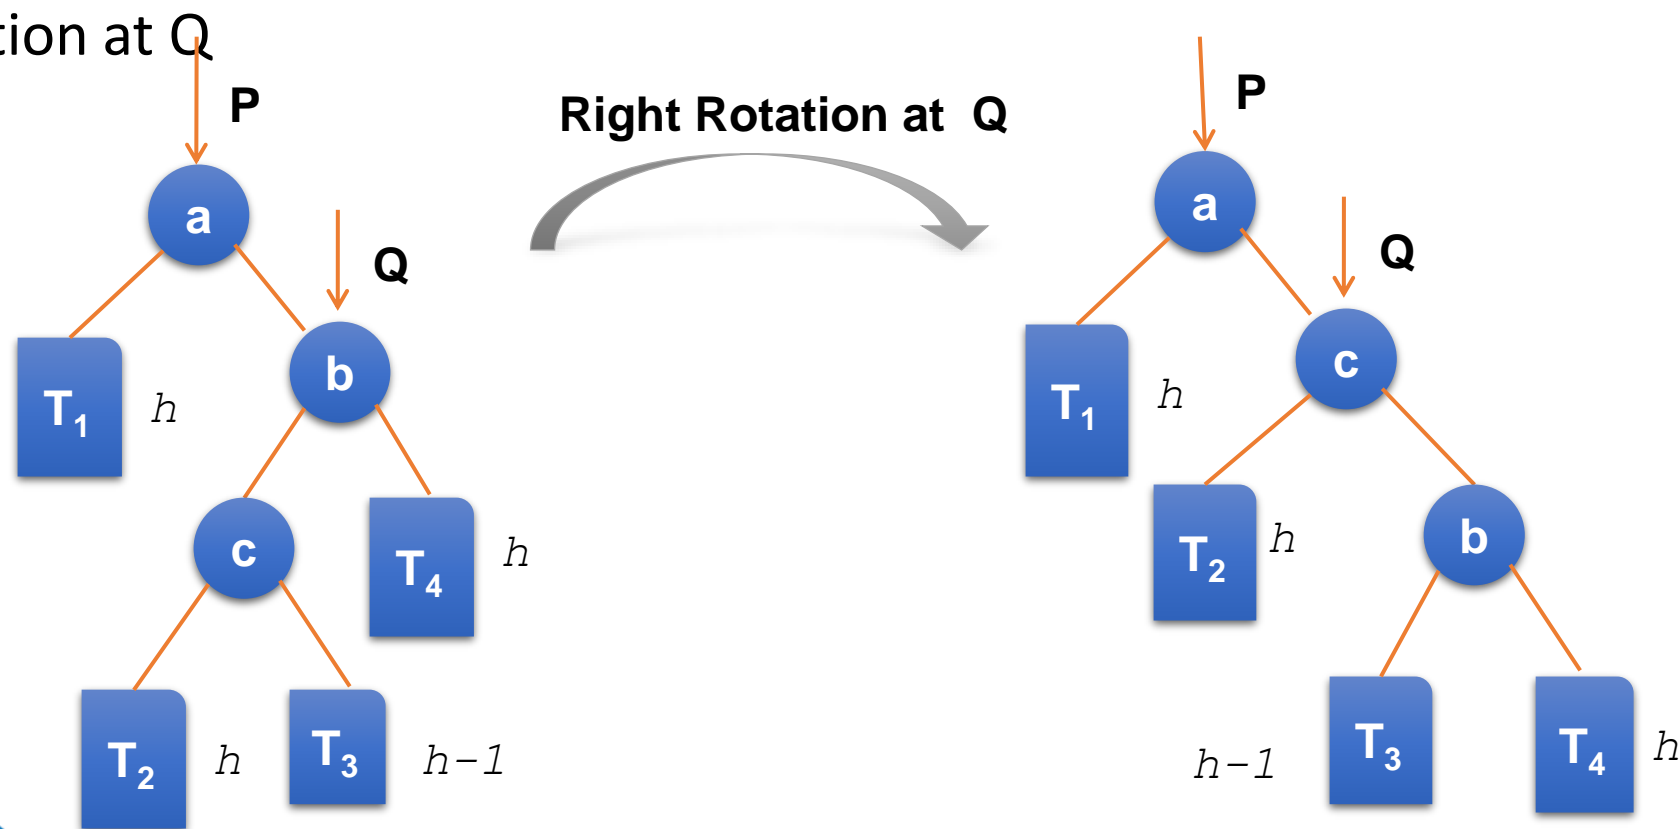 tion at Q
P
Right Rotation at Q
P
a
Q
a
Q
T1
h
b
T1
h
c
c
T4
h
T2
h
b
T2
h
T3
h-1
h-1
T3
T4
h